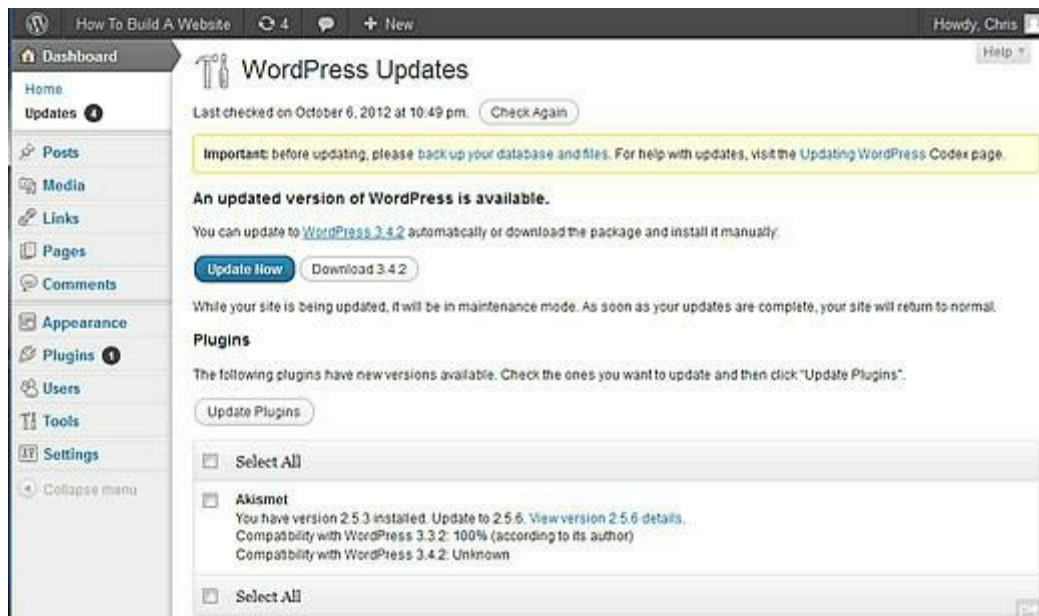 How To Build A Website 4 + New Howdy, Chris
Dashboard
Home
Updates 4
Posts
Media
Links
Pages
Comments
Appearance
Plugins 1
Users
Tools
Settings
Collapse menu
Help
WordPress Updates
Last checked on October 6, 2012 at 10:49 pm. Check Again
Important: before updating, please back up your database and files. For help with updates, visit the Updating WordPress Codex page.
An updated version of WordPress is available.
You can update to WordPress 3.4.2 automatically or download the package and install it manually:
Update Now Download 3.4.2
While your site is being updated, it will be in maintenance mode. As soon as your updates are complete, your site will return to normal.
Plugins
The following plugins have new versions available. Check the ones you want to update and then click "Update Plugins".
Update Plugins
Select All
Akismet
You have version 2.5.3 installed. Update to 2.5.6. View version 2.5.6 details.
Compatibility with WordPress 3.3.2: 100% (according to its author)
Compatibility with WordPress 3.4.2: Unknown
Select All